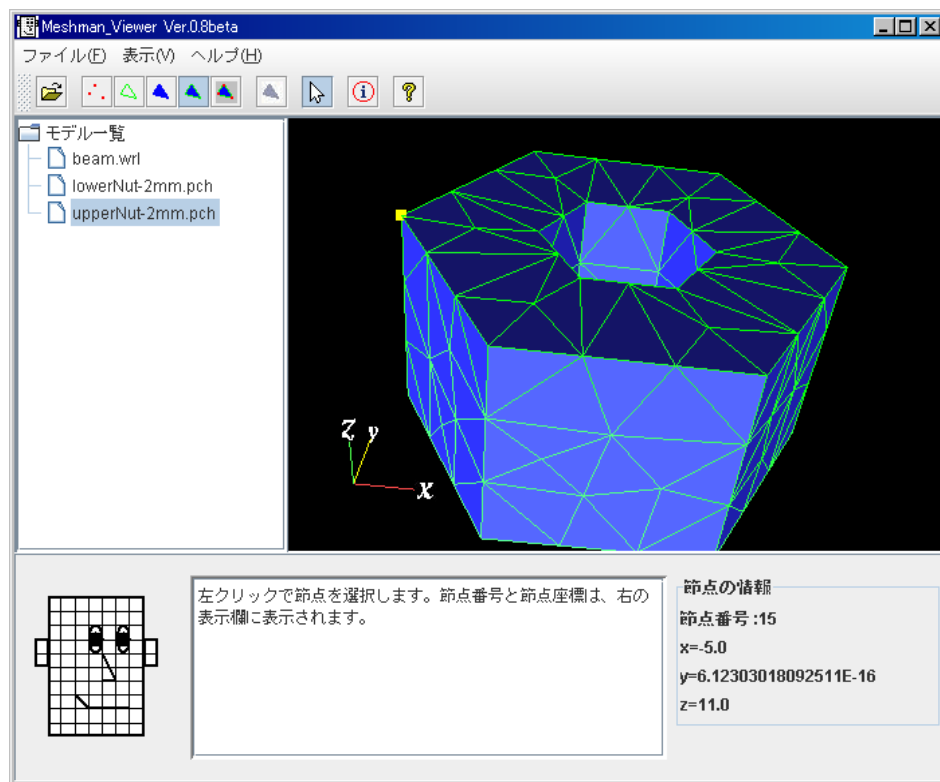 Meshman_Viewer Ver.0.8beta
ファイル(F) 表示(V) ヘルプ(H)
モデル一覧
beam.wrl
lowerNut-2mm.pch
upperNut-2mm.pch
Z y
X
左クリックで節点を選択します。節点番号と節点座標は、右の
表示欄に表示されます。
節点の情報
節点番号:15
x=-5.0
y=6.12303018092511E-16
z=11.0